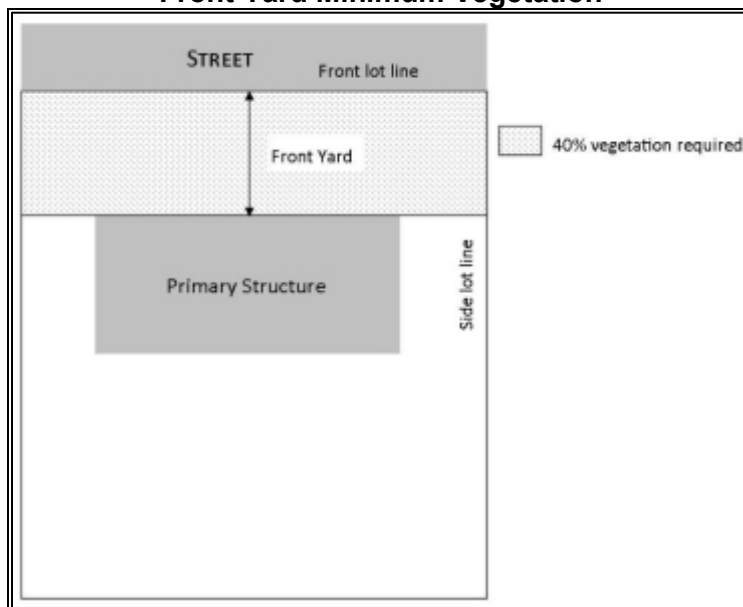 Front Yard Minimum Vegetation
STREET
Front lot line
Front Yard
40% vegetation required
Primary Structure
Side lot line